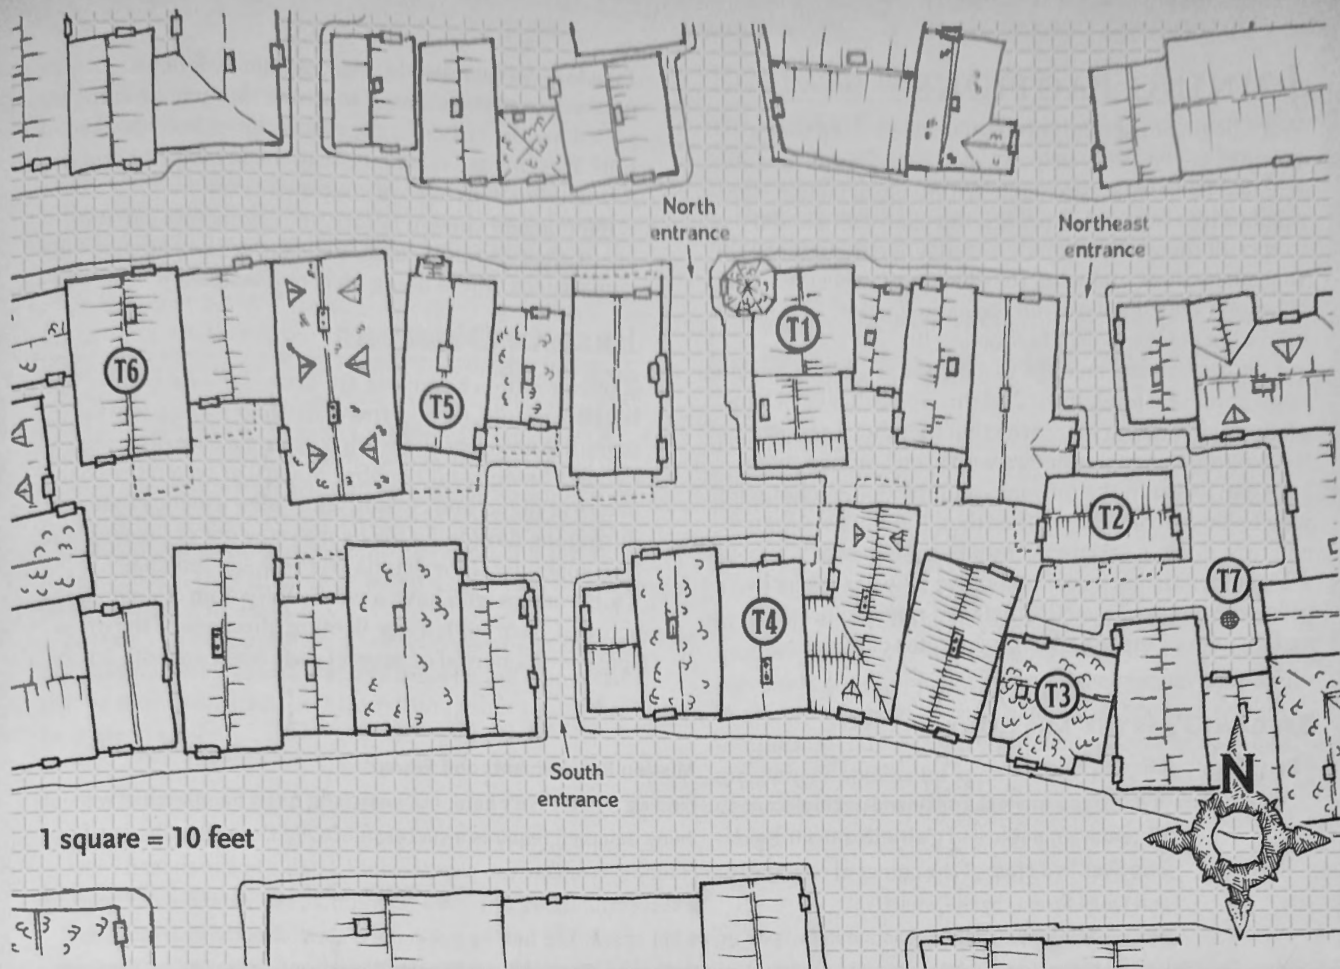 North
entrance
Northeast
entrance
T1
T6
T5
T2
T7
T4
T3
South
entrance
N
1 square = 10 feet